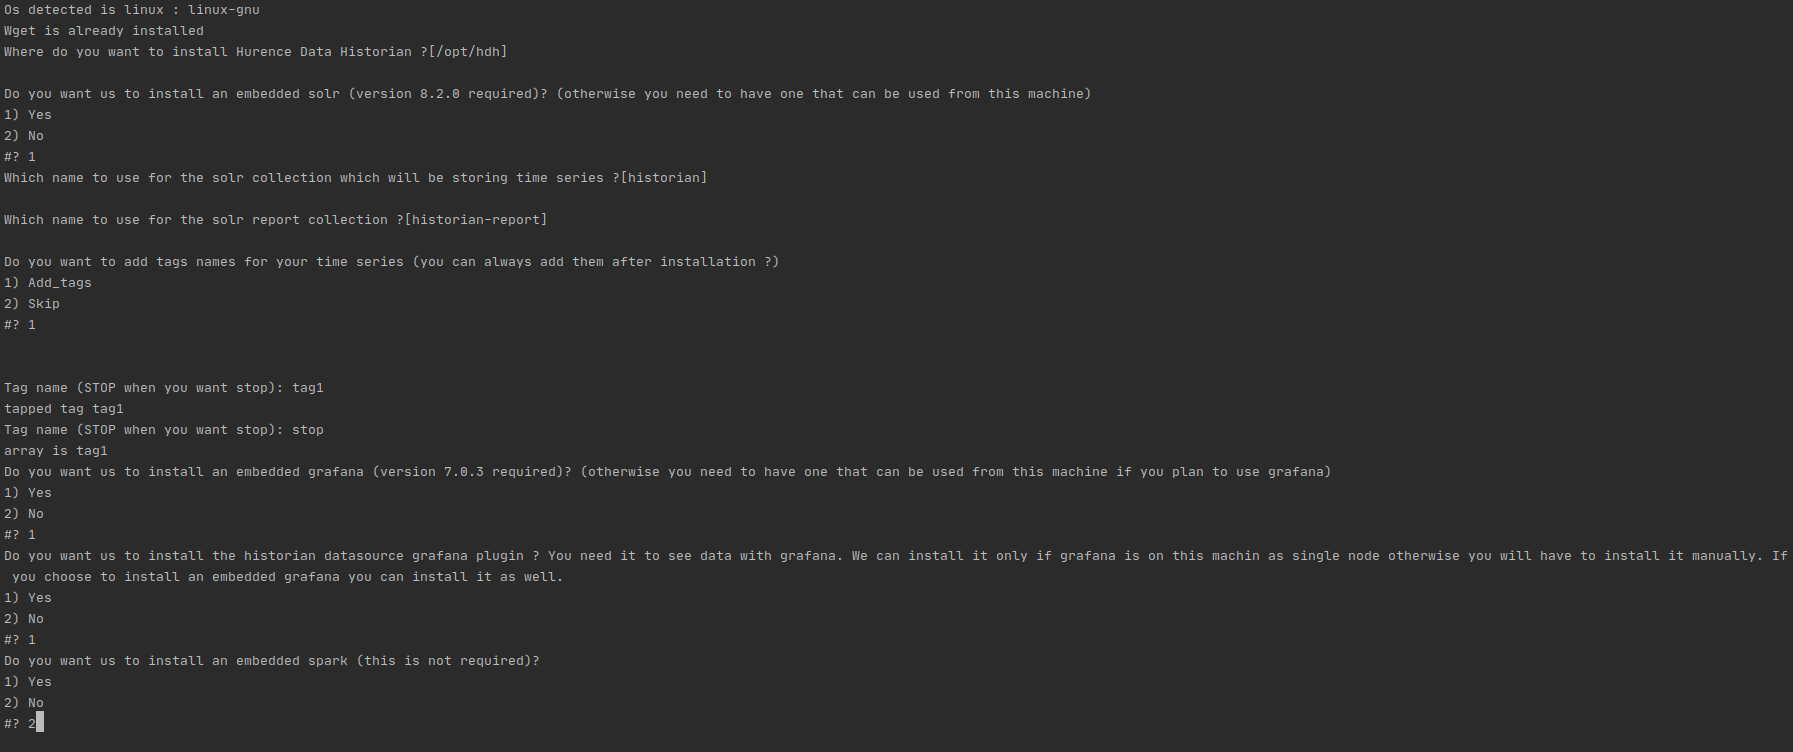 Os detected is linux : linux-gnu
Wget is already installed
Where do you want to install Hurence Data Historian ?[/opt/hdh]
Do you want us to install an embedded solr (version 8.2.0 required)? (otherwise you need to have one that can be used from this machine)
1) Yes
2) No
#? 1
Which name to use for the solr collection which will be storing time series ?[historian]
Which name to use for the solr report collection ?[historian-report]
Do you want to add tags names for your time series (you can always add them after installation ?)
1) Add_tags
2) Skip
#? 1
Tag name (STOP when you want stop): tag1
tapped tag tag1
Tag name (STOP when you want stop): stop
array is tag1
Do you want us to install an embedded grafana (version 7.0.3 required)? (otherwise you need to have one that can be used from this machine if you plan to use grafana)
1) Yes
2) No
#? 1
Do you want us to install the historian datasource grafana plugin ? You need it to see data with grafana. We can install it only if grafana is on this machin as single node otherwise you will have to install it manually. If
you choose to install an embedded grafana you can install it as well.
1) Yes
2) No
#? 1
Do you want us to install an embedded spark (this is not required)?
1) Yes
2) No
#? 2